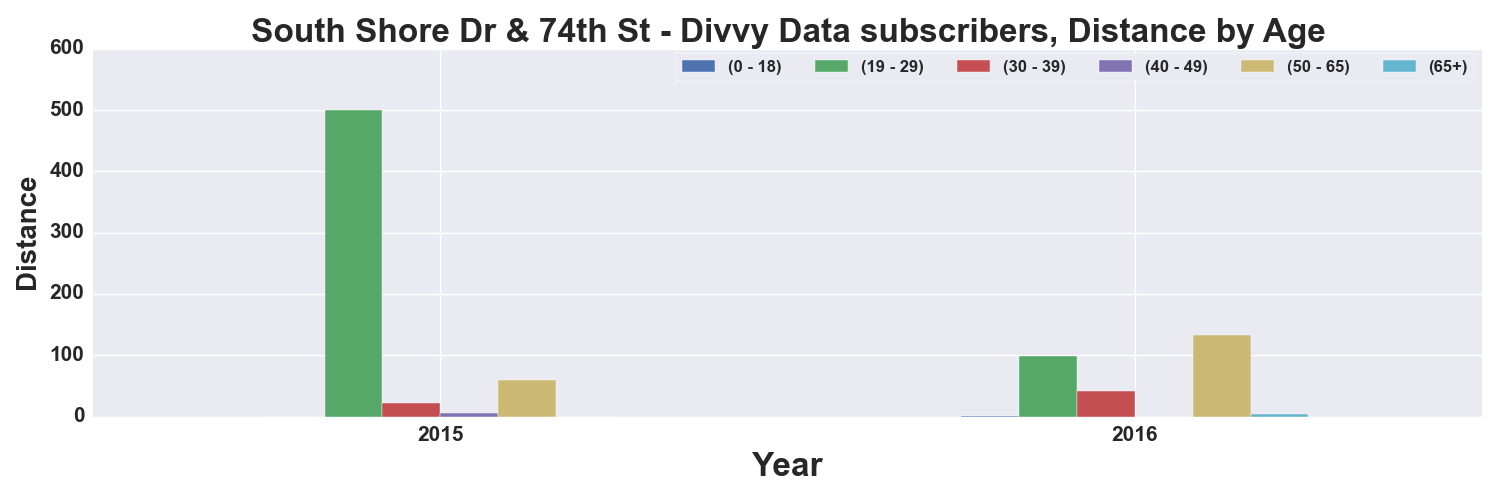 South Shore Dr & 74th St - Divvy Data subscribers, Distance by Age
(0 - 18) (19 - 29) (30 - 39) (40 - 49) (50 - 65) (65+)
600
500
400
300
200
100
0
Distance
2015 2016
Year